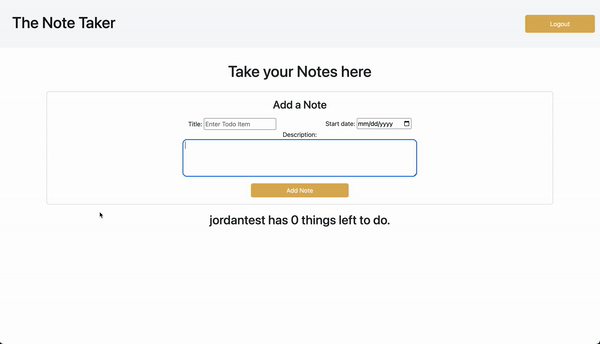 The Note Taker
Logout
Take your Notes here
Add a Note
Title: Enter Todo Item Start date: mm/dd/yyyy
Description:
Add Note
jordantest has 0 things left to do.